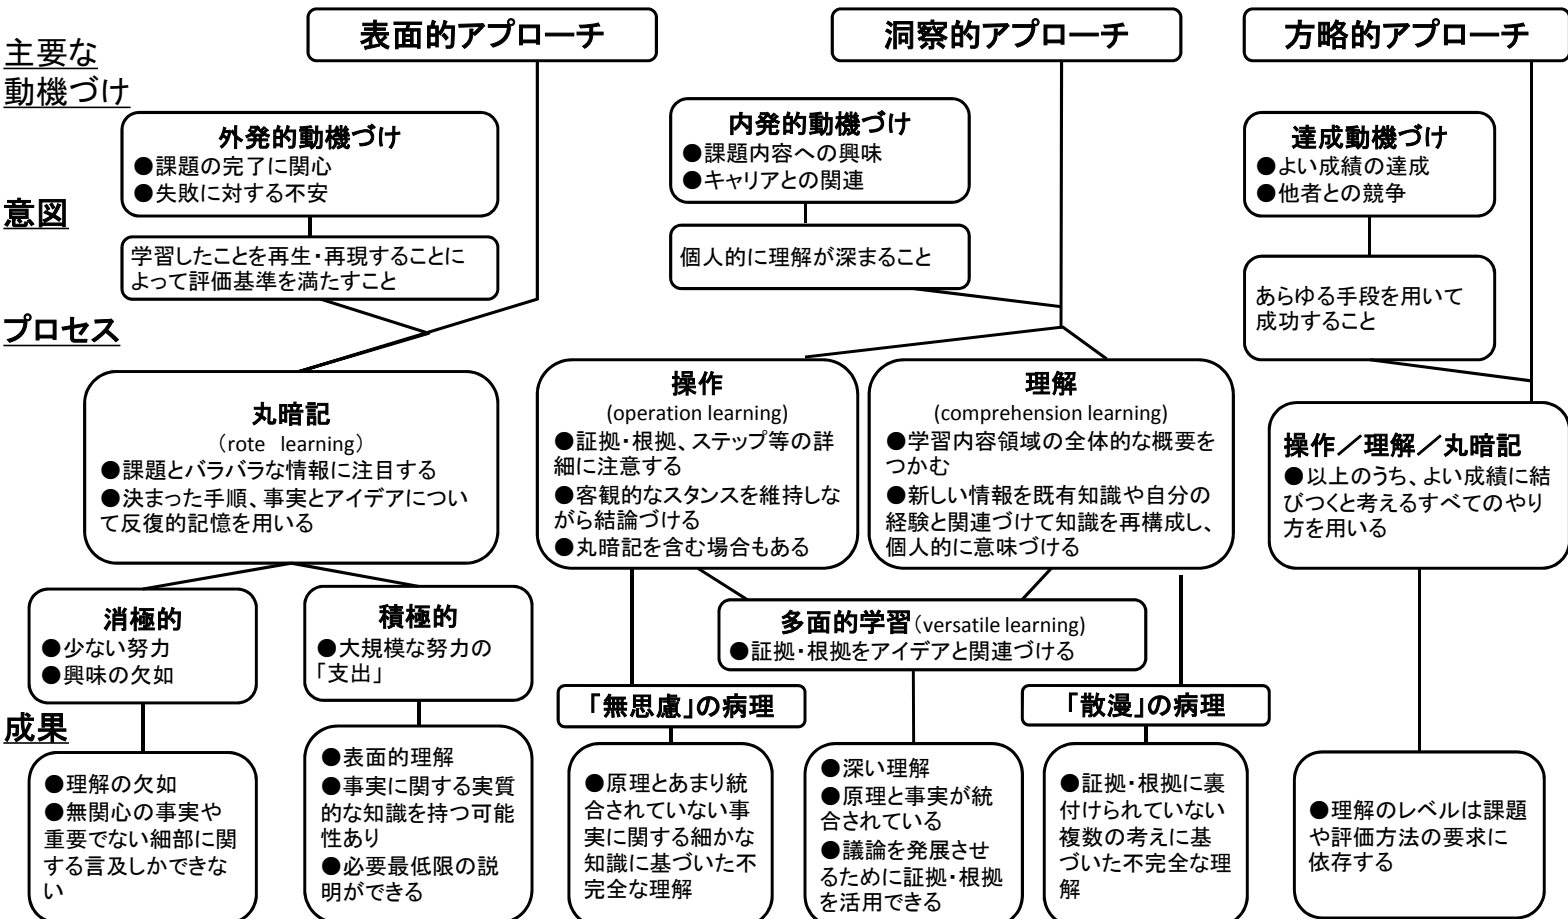 表面的アプローチ
洞察的アプローチ
方略的アプローチ
主要な
動機づけ
外発的動機づけ
●課題の完了に関心
●失敗に対する不安
内発的動機づけ
●課題内容への興味
●キャリアとの関連
達成動機づけ
●よい成績の達成
●他者との競争
意図
学習したことを再生・再現することに
よって評価基準を満たすこと
個人的に理解が深まること
あらゆる手段を用いて
成功すること
プロセス
丸暗記
（rote learning）
●課題とバラバラな情報に注目する
●決まった手順、事実とアイデアについ
て反復的記憶を用いる
操作
(operation learning)
●証拠・根拠、ステップ等の詳
細に注意する
●客観的なスタンスを維持しな
がら結論づける
●丸暗記を含む場合もある
理解
(comprehension learning)
●学習内容領域の全体的な概要を
つかむ
●新しい情報を既有知識や自分の
経験と関連づけて知識を再構成し、
個人的に意味づける
操作／理解／丸暗記
●以上のうち、よい成績に結
びつくと考えるすべてのやり
方を用いる
消極的
●少ない努力
●興味の欠如
積極的
●大規模な努力の
「支出」
多面的学習（versatile learning)
●証拠・根拠をアイデアと関連づける
「無思慮」の病理
「散漫」の病理
成果
●理解の欠如
●無関心の事実や
重要でない細部に関
する言及しかできな
い
●表面的理解
●事実に関する実質
的な知識を持つ可能
性あり
●必要最低限の説
明ができる
●原理とあまり統
合されていない事
実に関する細かな
知識に基づいた不
完全な理解
●深い理解
●原理と事実が統
合されている
●議論を発展させ
るために証拠・根拠
を活用できる
●証拠・根拠に裏
付けられていない
複数の考えに基
づいた不完全な理
解
●理解のレベルは課題
や評価方法の要求に
依存する